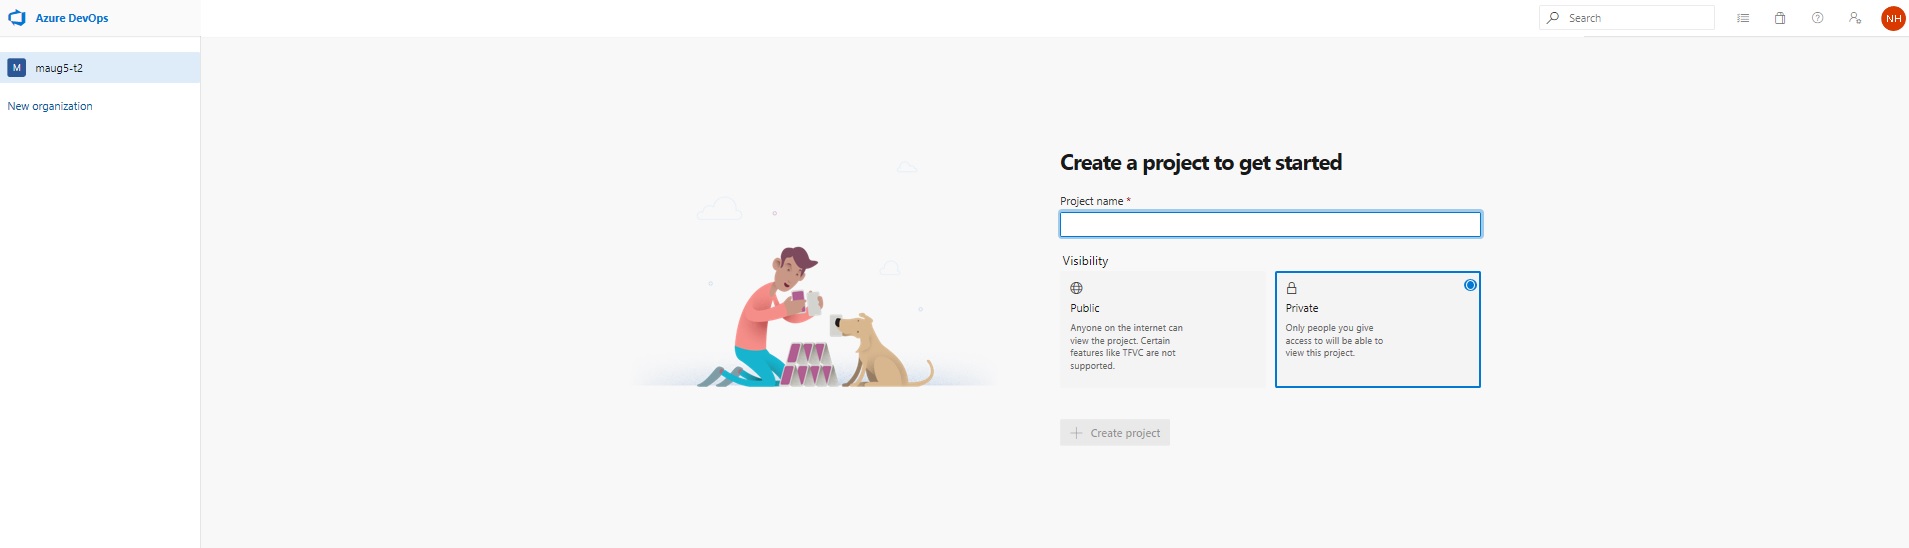 Azure DevOps
Search
NH
M maug5-t2
New organization
Create a project to get started
Project name *
Visibility
Public
Anyone on the internet can
view the project. Certain
features like TFVC are not
supported.
Private
Only people you give
access to will be able to
view this project.
+ Create project